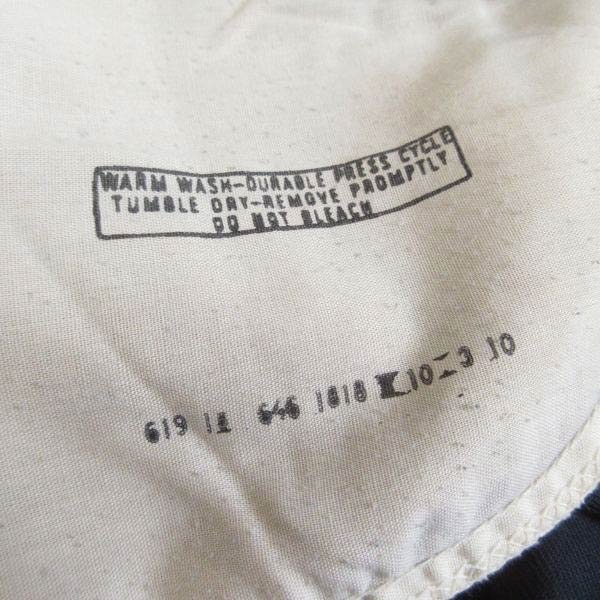 WARM WASH-DURABLE PRESS CYCLE
TUMBLE DRY-REMOVE PROMPTLY
DO NOT BLEACH
619 646 1818 10 3 10